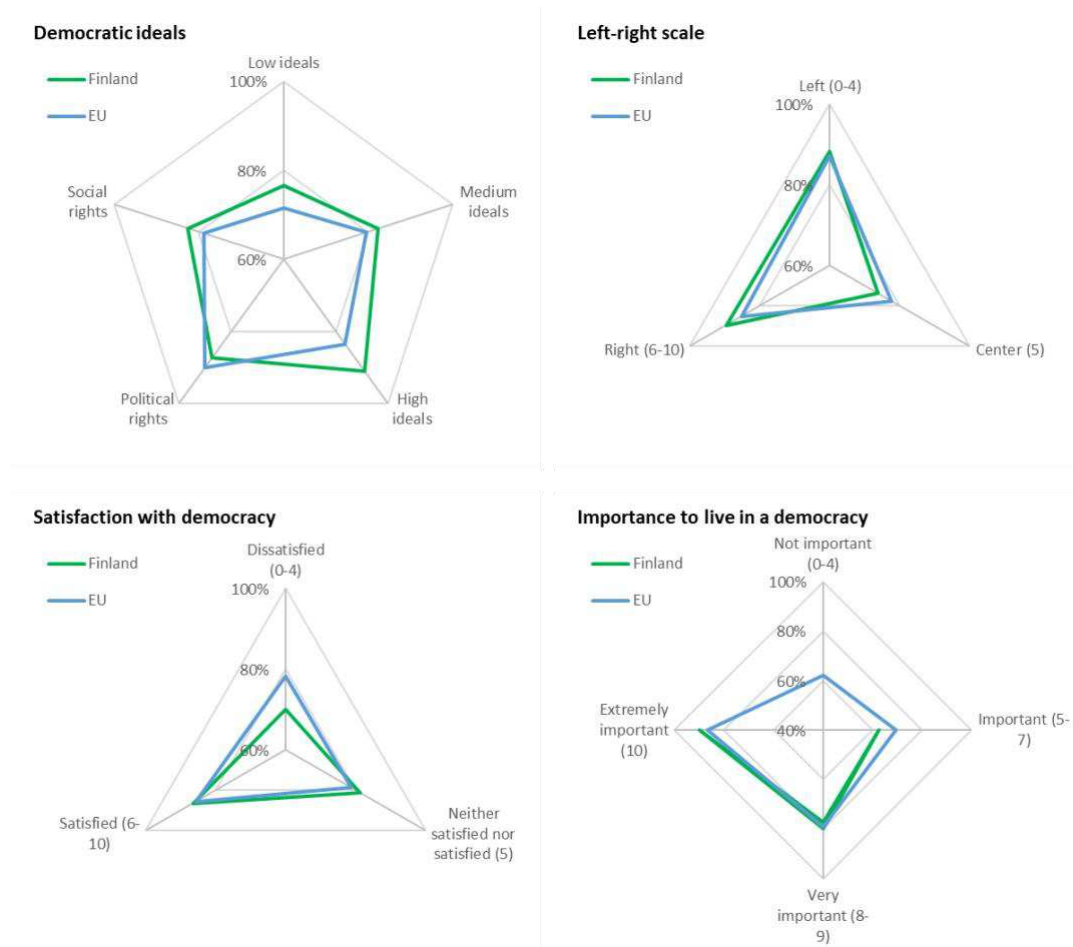 Democratic ideals
Finland
EU
Low ideals
100%
80%
60%
Medium
ideals
High
ideals
Political
rights
Social
rights
Left-right scale
Finland
EU
Left (0-4)
100%
80%
60%
Center (5)
Right (6-10)
Satisfaction with democracy
Finland
EU
Dissatisfied
(0-4)
100%
80%
60%
Neither
satisfied nor
satisfied (5)
Satisfied (6-
10)
Importance to live in a democracy
Finland
EU
Not important
(0-4)
100%
80%
60%
40%
Important (5-
7)
Very
important (8-
9)
Extremely
important
(10)